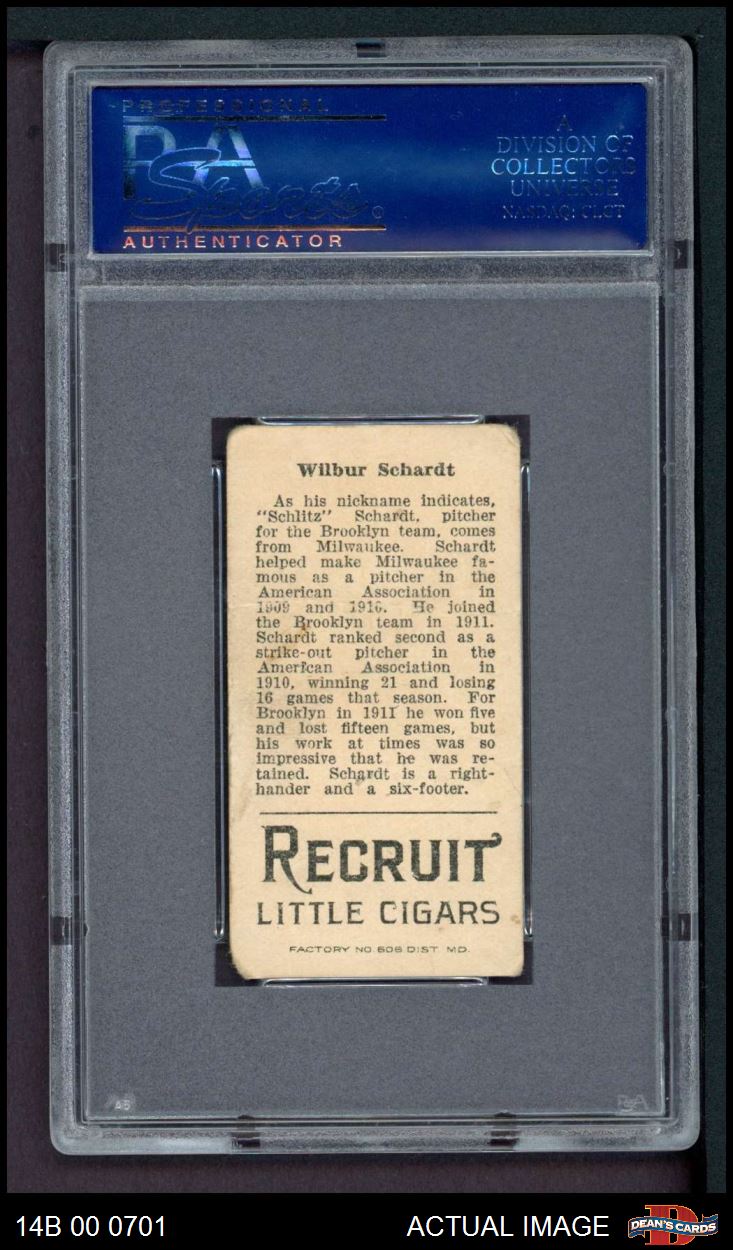 PROFESSIONAL
PSA
Sports
AUTHENTICATOR
A
DIVISION OF
COLLECTORS
UNIVERSE
NASDAQ: CLCT
Wilbur Schardt
As his nickname indicates,
"Schlitz" Schardt, pitcher
for the Brooklyn team, comes
from Milwaukee. Schardt
helped make Milwaukee fa-
mous as a pitcher in the
American Association in
1909 and 1910. He joined
the Brooklyn team in 1911.
Schardt ranked second as a
strike-out pitcher in the
American Association in
1910, winning 21 and losing
16 games that season. For
Brooklyn in 1911 he won five
and lost fifteen games, but
his work at times was so
impressive that he was re-
tained. Schardt is a right-
hander and a six-footer.
RECRUIT
LITTLE CIGARS
FACTORY NO. 606 DIST. MD.
PSA
14B 00 0701
ACTUAL IMAGE
D
DEAN'S CARDS